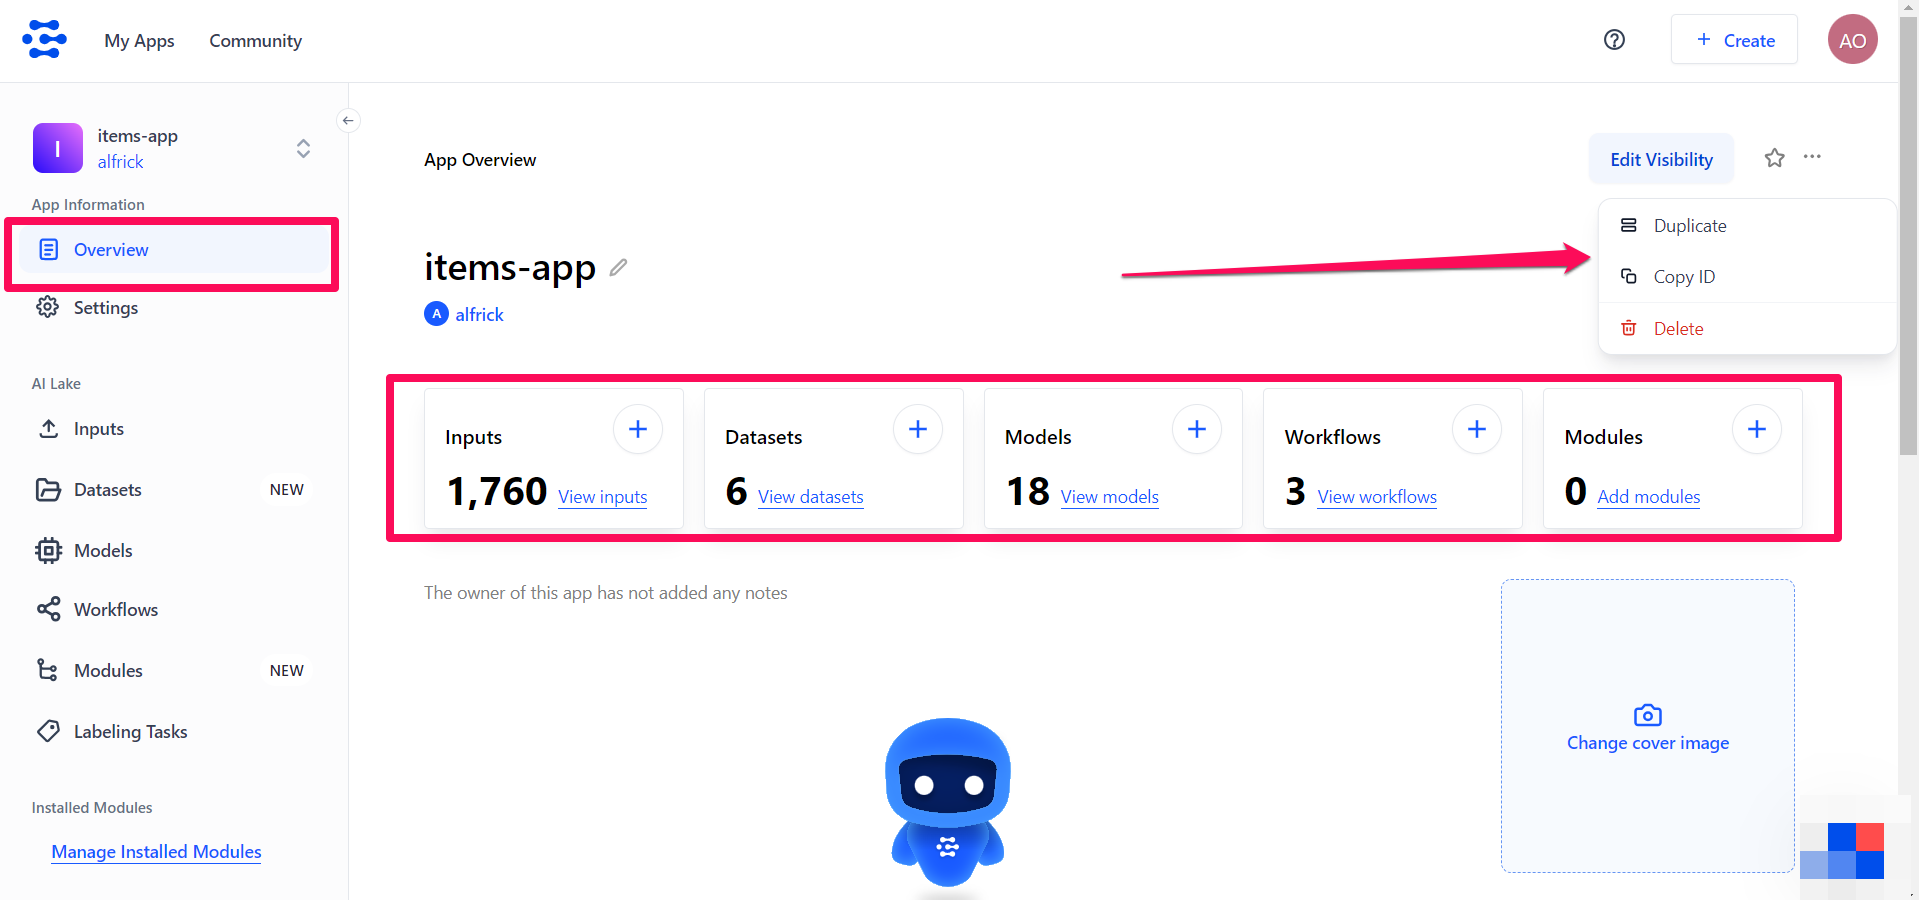 My Apps
Community
Create
AO
I
items-app
alfrick
App Information
Overview
Settings
AI Lake
Inputs
Datasets NEW
Models
Workflows
Modules NEW
Labeling Tasks
Installed Modules
Manage Installed Modules
App Overview
Edit Visibility
Duplicate
Copy ID
Delete
items-app
A alfrick
Inputs
1,760 View inputs
Datasets
6 View datasets
Models
18 View models
Workflows
3 View workflows
Modules
0 Add modules
The owner of this app has not added any notes
Change cover image